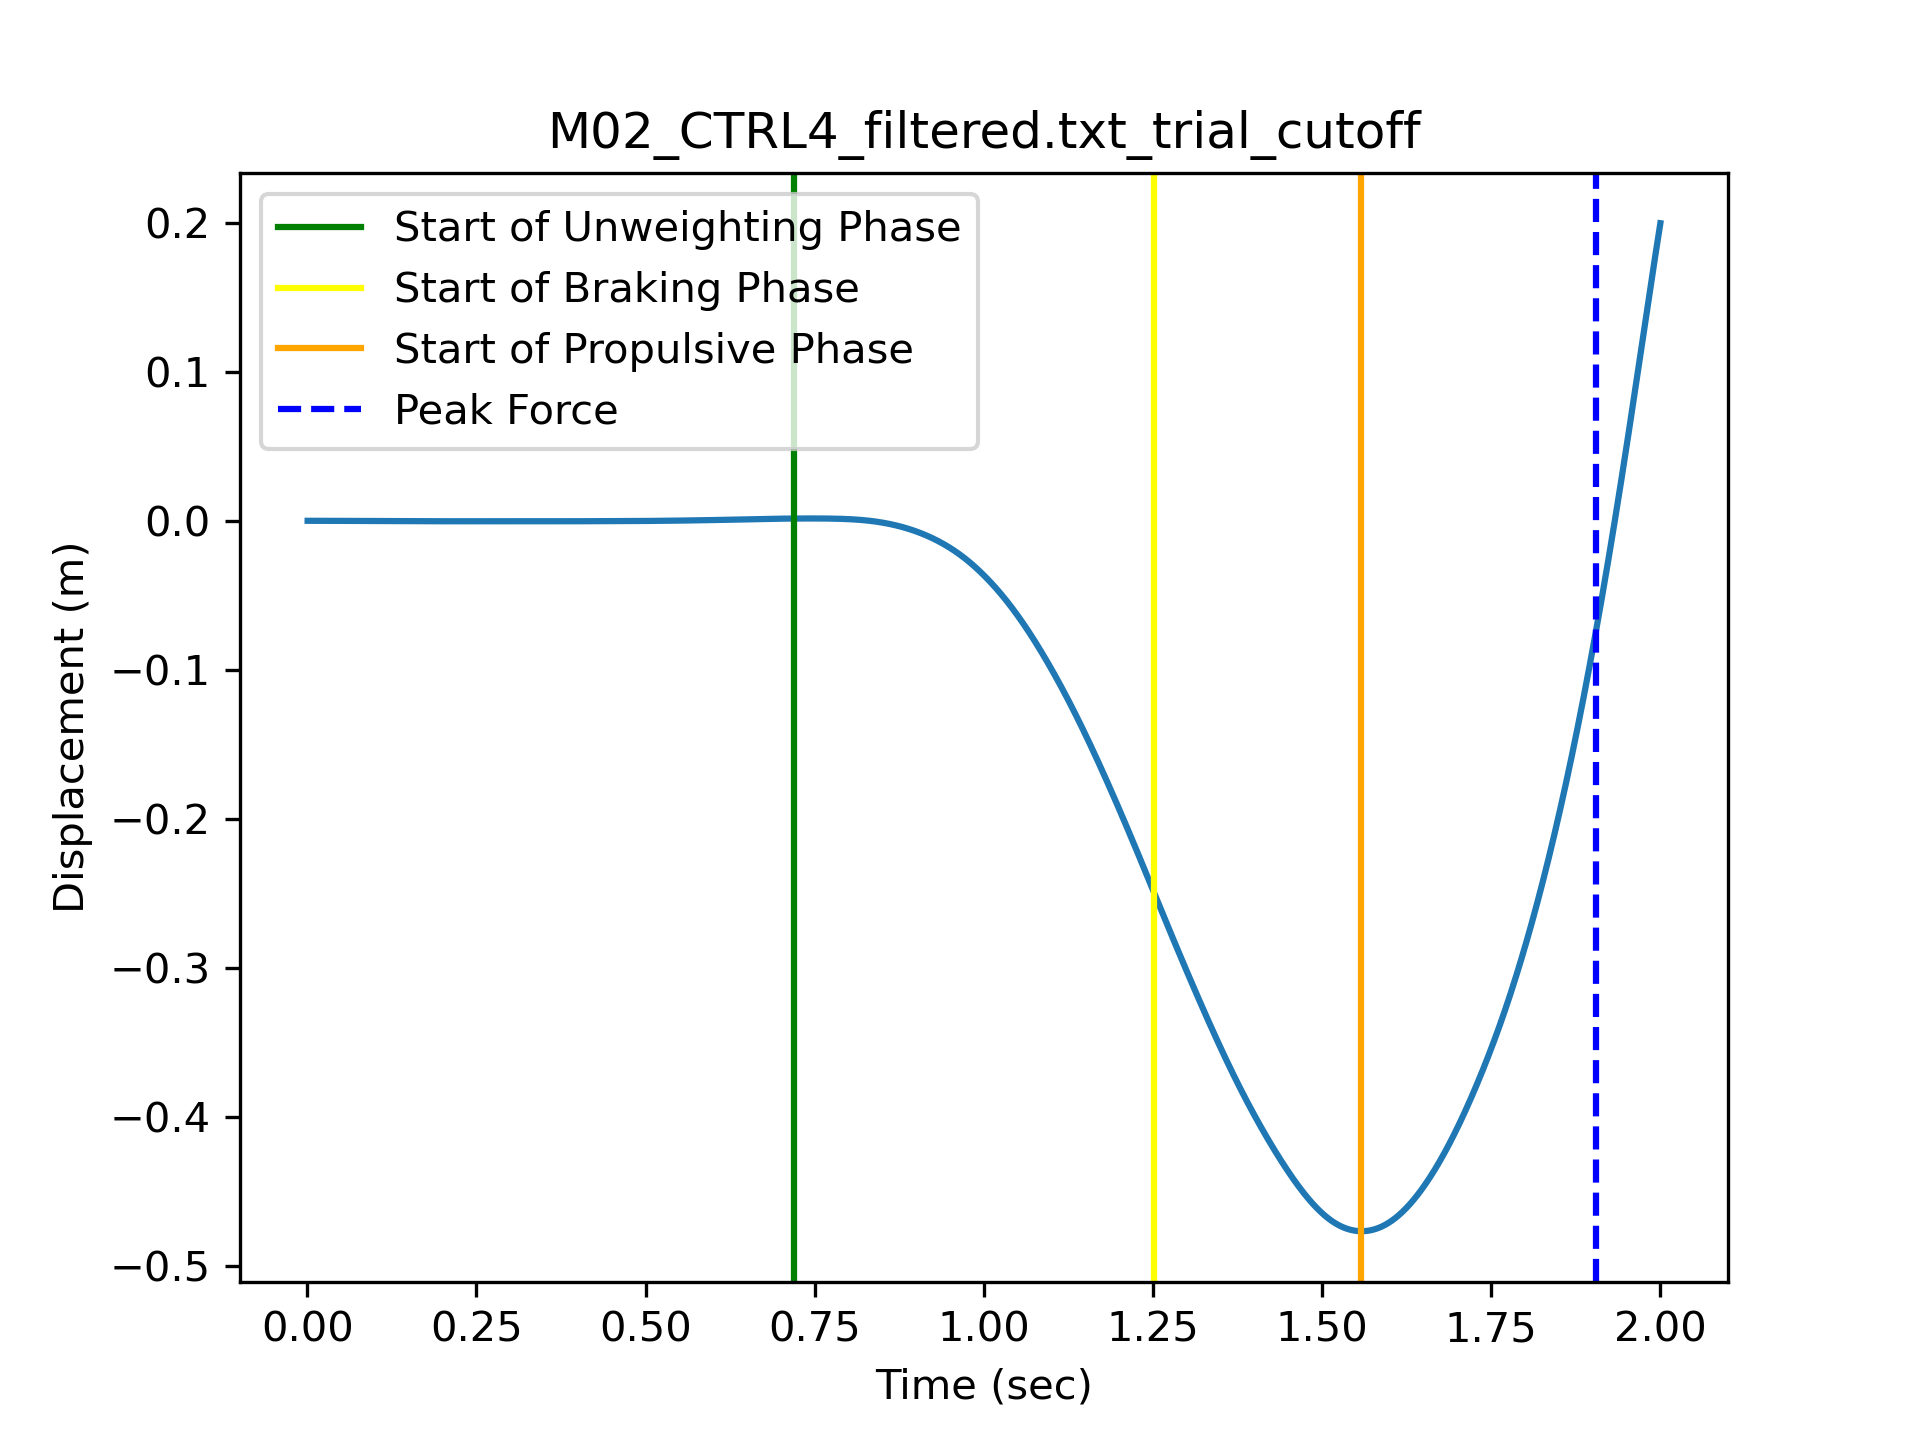 M02_CTRL4_filtered.txt_trial_cutoff
Start of Unweighting Phase
Start of Braking Phase
Start of Propulsive Phase
Peak Force
0.2
0.1
0.0
−0.1
−0.2
−0.3
−0.4
−0.5
Displacement (m)
0.00 0.25 0.50 0.75 1.00 1.25 1.50 1.75 2.00
Time (sec)